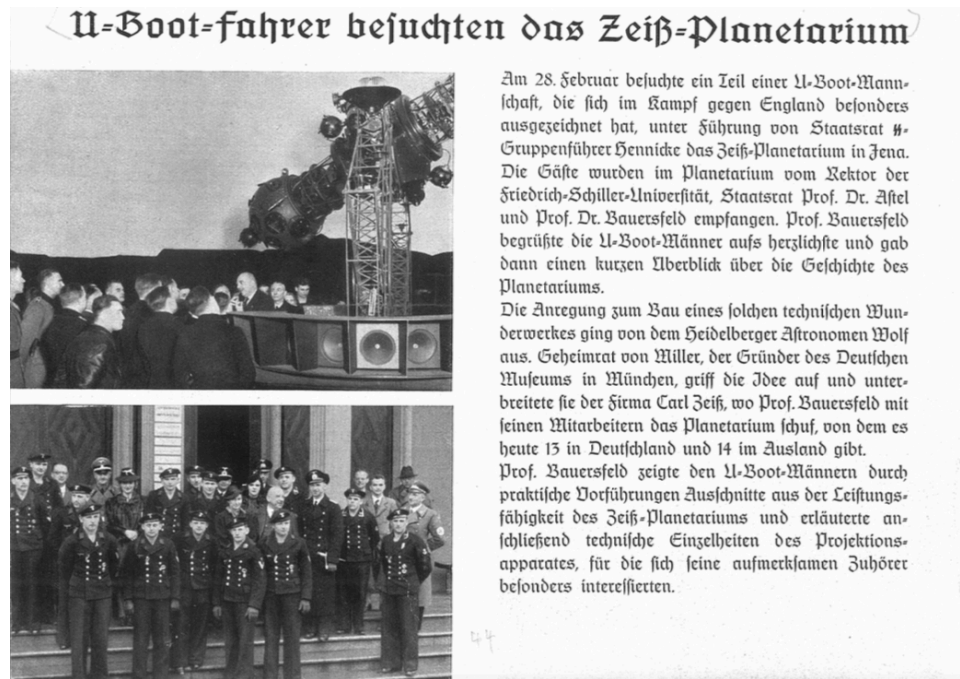 U-Boot-Fahrer besuchten das Zeiß-Planetarium
Am 28. Februar besuchte ein Teil einer U-Boot-Mann-
schaft, die sich im Kampf gegen England besonders
ausgezeichnet hat, unter Führung von Staatsrat ᛋᛋ-
Gruppenführer Hennicke das Zeiß-Planetarium in Jena.
Die Gäste wurden im Planetarium vom Rektor der
Friedrich-Schiller-Universität, Staatsrat Prof. Dr. Astel
und Prof. Dr. Bauersfeld empfangen. Prof. Bauersfeld
begrüßte die U-Boot-Männer aufs herzlichste und gab
dann einen kurzen Überblick über die Geschichte des
Planetariums.
Die Anregung zum Bau eines solchen technischen Wun-
derwerkes ging von dem Heidelberger Astronomen Wolf
aus. Geheimrat von Miller, der Gründer des Deutschen
Museums in München, griff die Idee auf und unter-
breitete sie der Firma Carl Zeiß, wo Prof. Bauersfeld mit
seinen Mitarbeitern das Planetarium schuf, von dem es
heute 13 in Deutschland und 14 im Ausland gibt.
Prof. Bauersfeld zeigte den U-Boot-Männern durch
praktische Vorführungen Ausschnitte aus der Leistungs-
fähigkeit des Zeiß-Planetariums und erläuterte an-
schließend technische Einzelheiten des Projektions-
apparates, für die sich seine aufmerksamen Zuhörer
besonders interessierten.
44